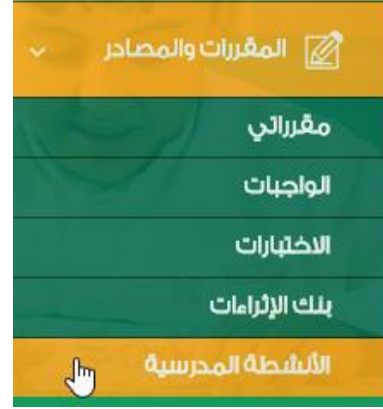 المقررات والمصادر
مقرراتي
الواجبات
الاختبارات
بنك الإثراءات
الأنشطة المدرسية